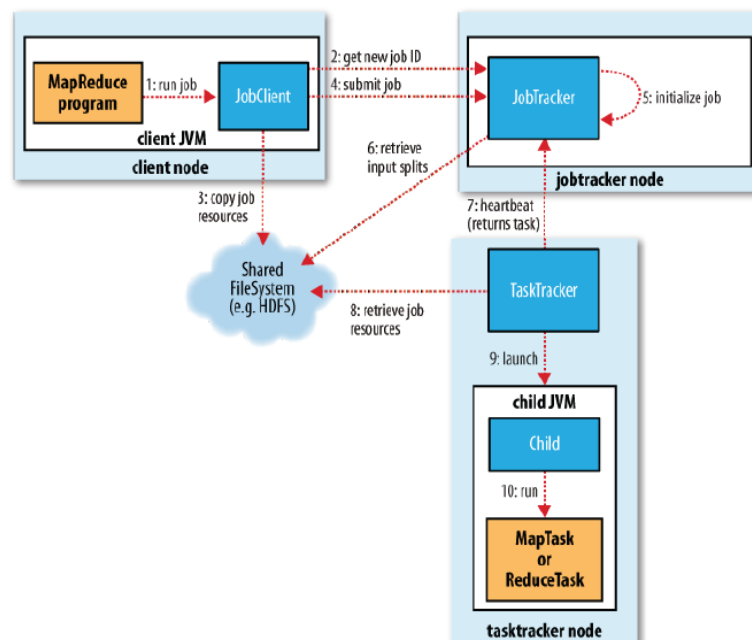 MapReduce
program
1: run job
JobClient
client JVM
client node
2: get new job ID
4: submit job
JobTracker
5: initialize job
jobtracker node
3: copy job
resources
6: retrieve
input splits
7: heartbeat
(returns task)
Shared
FileSystem
(e.g. HDFS)
8: retrieve job
resources
TaskTracker
9: launch
child JVM
Child
10: run
MapTask
or
ReduceTask
tasktracker node